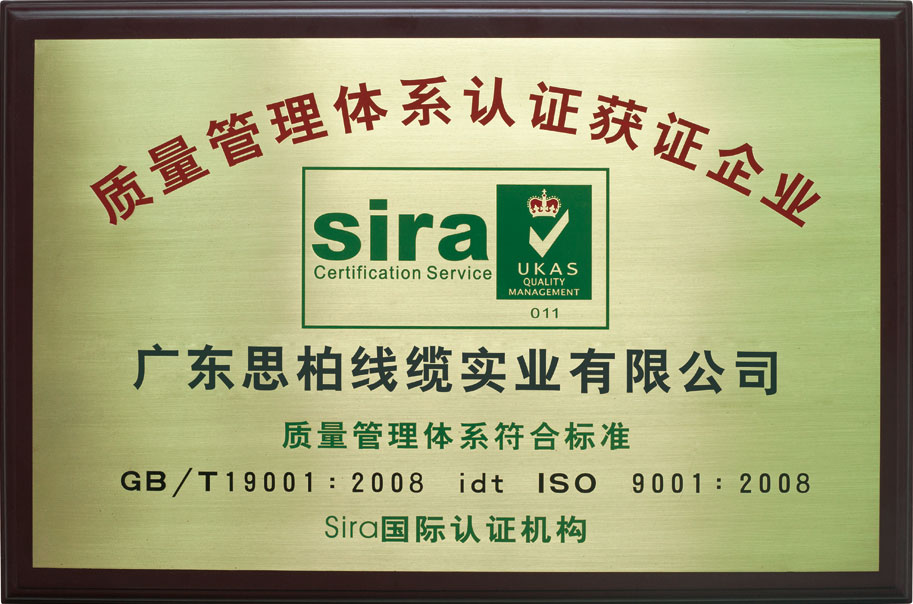 质量管理体系认证获证企业
sira
Certification Service
UKAS
QUALITY
MANAGEMENT
011
广东思柏线缆实业有限公司
质量管理体系符合标准
GB/T19001:2008 idt ISO 9001:2008
Sira国际认证机构